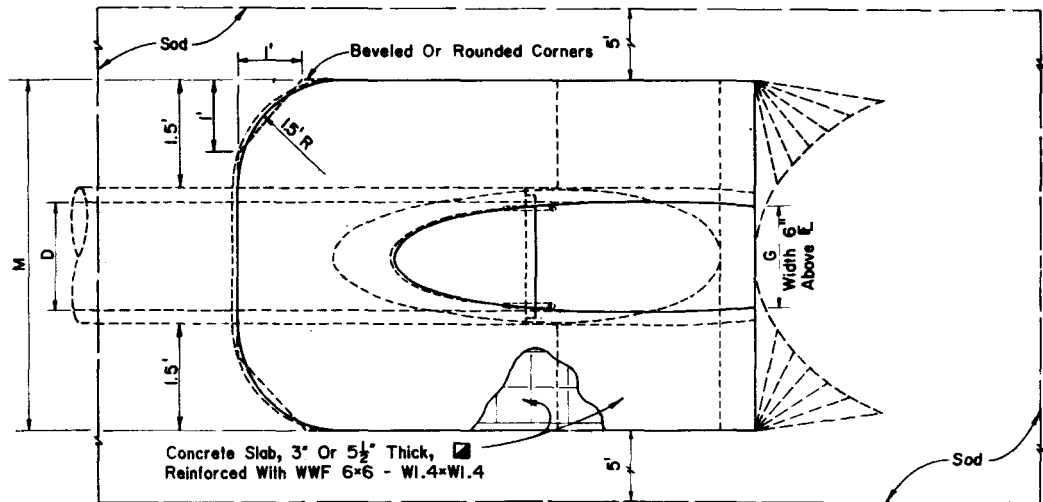 5'
Sod
1'
Beveled Or Rounded Corners
1.5'
1'
1.5' R
M
D
G
Width 6"
Above ℄
1.5'
Concrete Slab, 3" Or 5½" Thick,
Reinforced With WWF 6×6 - W1.4×W1.4
5'
Sod